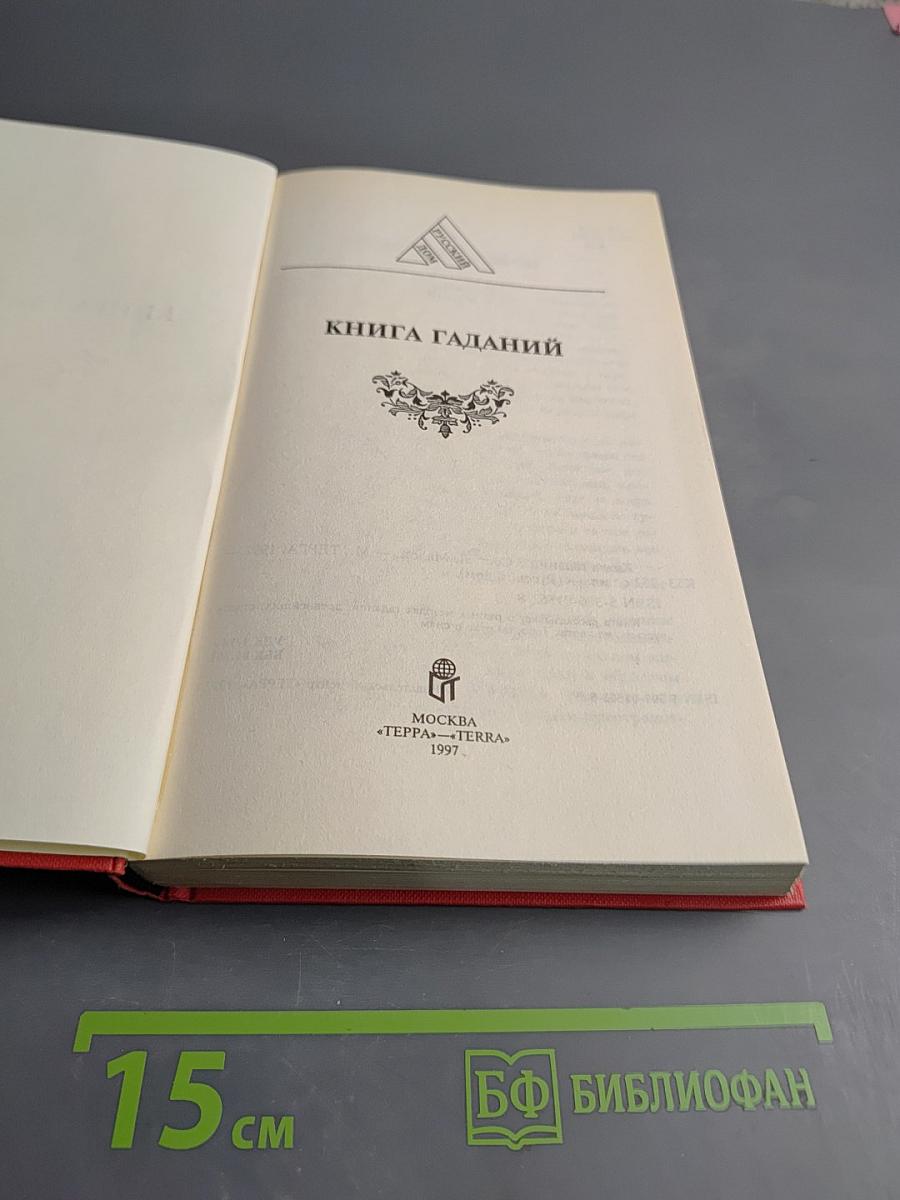 РУССКИЙ
ДОМ
КНИГА ГАДАНИЙ
МОСКВА
«ТЕРРА»—«TERRA»
1997
15 см
БФ БИБЛИОФАН